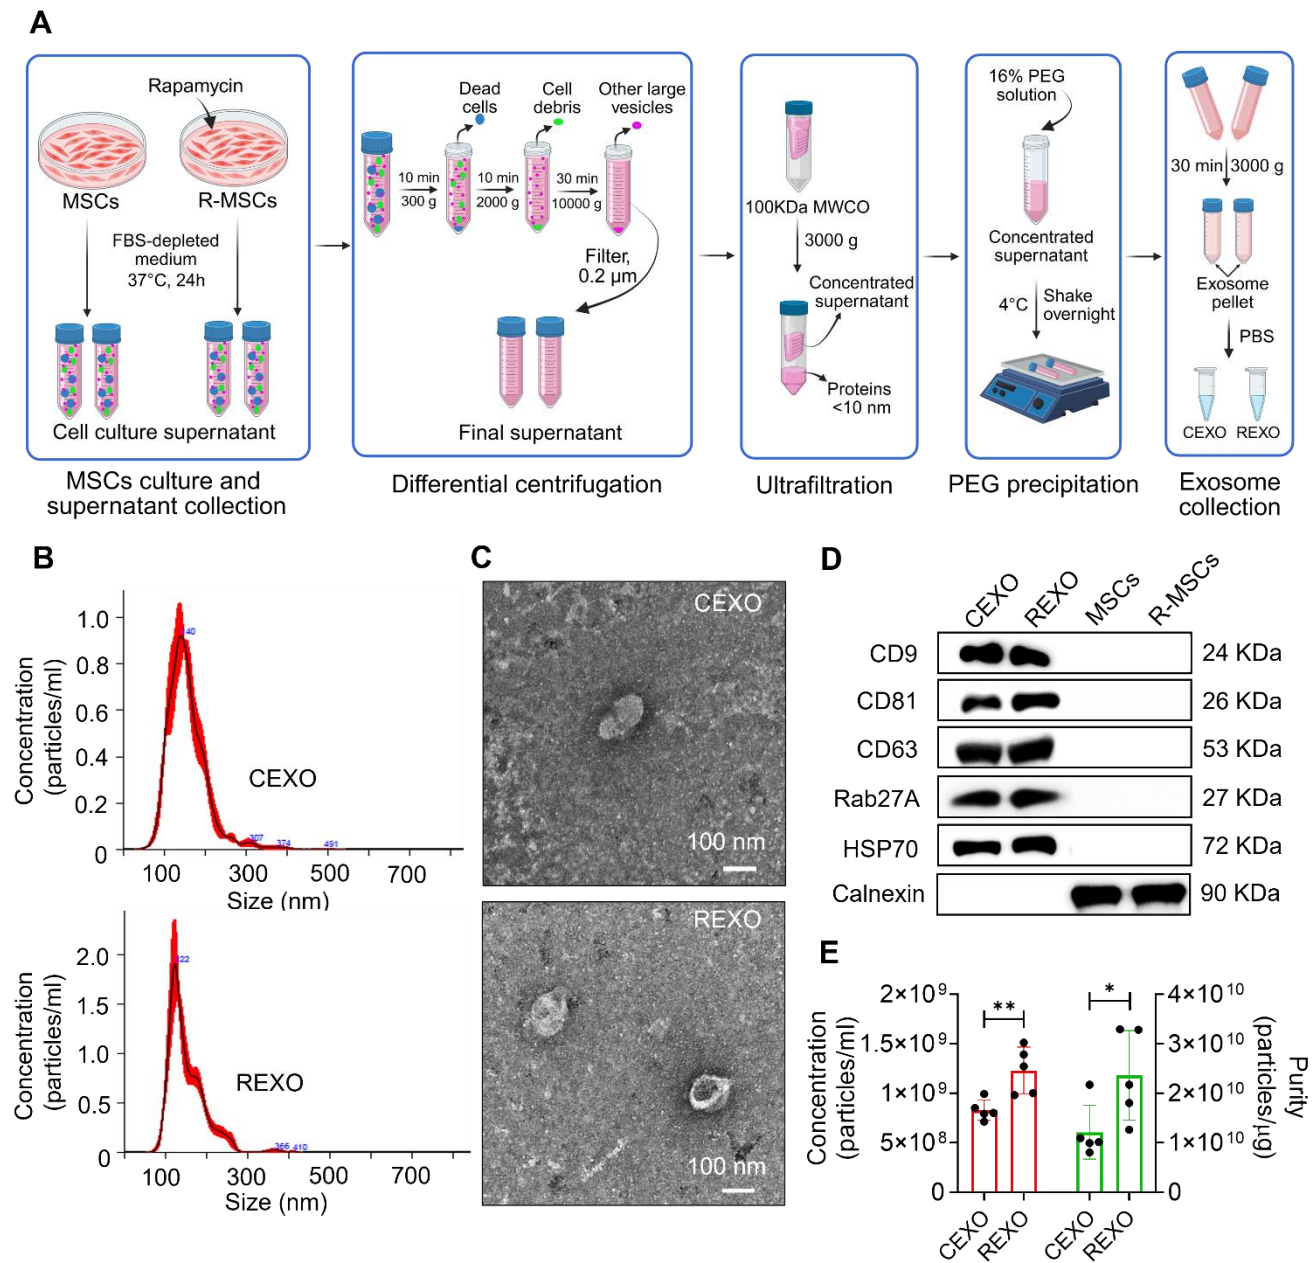 A
Rapamycin
MSCs
R-MSCs
FBS-depleted
medium
37°C, 24h
Cell culture supernatant
MSCs culture and
supernatant collection
Dead
cells
Cell
debris
Other large
vesicles
10 min
300 g
10 min
2000 g
30 min
10000 g
Filter,
0.2 μm
Final supernatant
Differential centrifugation
100KDa MWCO
3000 g
Concentrated
supernatant
Proteins
<10 nm
Ultrafiltration
16% PEG
solution
Concentrated
supernatant
4°C
Shake
overnight
PEG precipitation
30 min
3000 g
Exosome
pellet
PBS
CEXO
REXO
Exosome
collection
B
Concentration
(particles/ml)
1.0
0.8
0.6
0.4
0.2
0
140
307
374
491
CEXO
100
300
500
700
Size (nm)
Concentration
(particles/ml)
2.0
1.5
1.0
0.5
0
122
366
410
REXO
100
300
500
700
Size (nm)
C
CEXO
100 nm
REXO
100 nm
D
CEXO
REXO
MSCs
R-MSCs
CD9
24 KDa
CD81
26 KDa
CD63
53 KDa
Rab27A
27 KDa
HSP70
72 KDa
Calnexin
90 KDa
E
Concentration
(particles/ml)
2×10⁹
1.5×10⁹
1×10⁹
5×10⁸
0
**
*
4×10¹⁰
3×10¹⁰
2×10¹⁰
1×10¹⁰
0
Purity
(particles/μg)
CEXO
REXO
CEXO
REXO